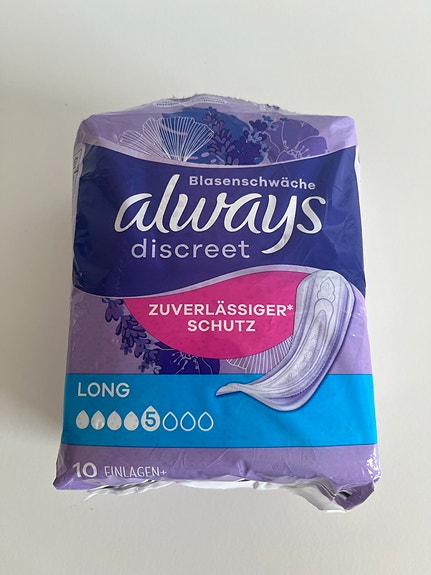 Blasenschwäche
always
discreet
ZUVERLÄSSIGER*
SCHUTZ
LONG
5
10 EINLAGEN+